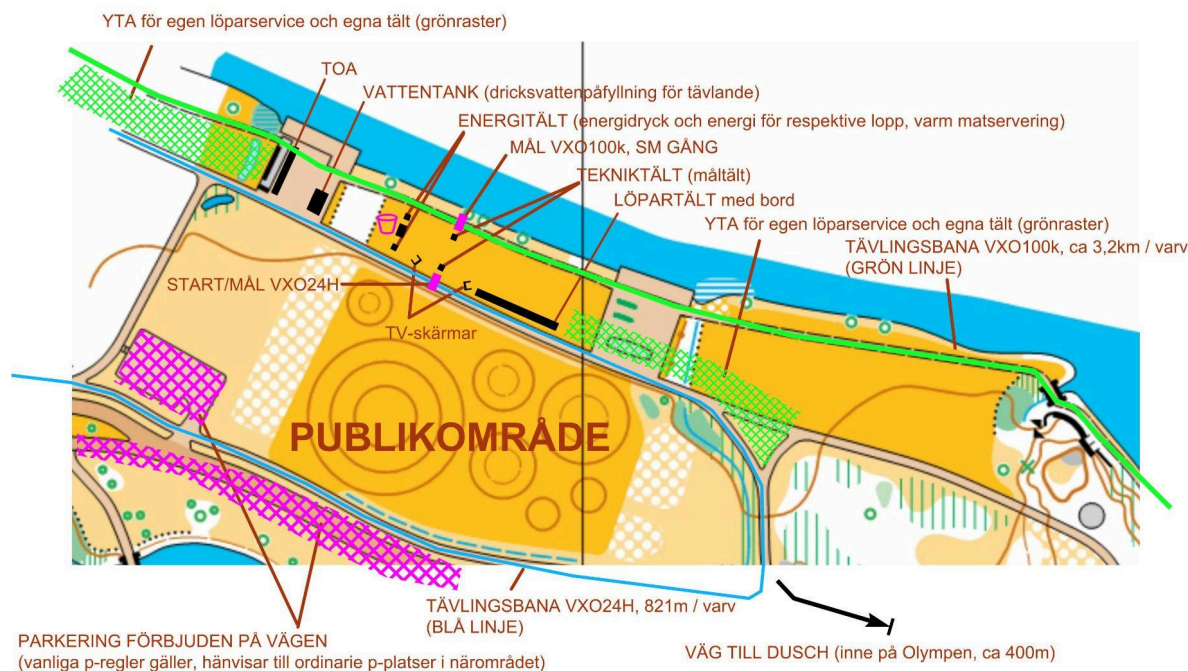 YTA för egen löparservice och egna tält (grönraster)
TOA
VATTENTANK (dricksvattenpåfyllning för tävlande)
ENERGITÄLT (energidryck och energi för respektive lopp, varm matservering)
MÅL VXO100k, SM GÅNG
TEKNIKTÄLT (måltält)
LÖPARTÄLT med bord
YTA för egen löparservice och egna tält (grönraster)
TÄVLINGSBANA VXO100k, ca 3,2km / varv
(GRÖN LINJE)
START/MÅL VXO24H
TV-skärmar
PUBLIKOMRÅDE
TÄVLINGSBANA VXO24H, 821m / varv
(BLÅ LINJE)
PARKERING FÖRBJUDEN PÅ VÄGEN
(vanliga p-regler gäller, hänvisar till ordinarie p-platser i närområdet)
VÄG TILL DUSCH (inne på Olympen, ca 400m)